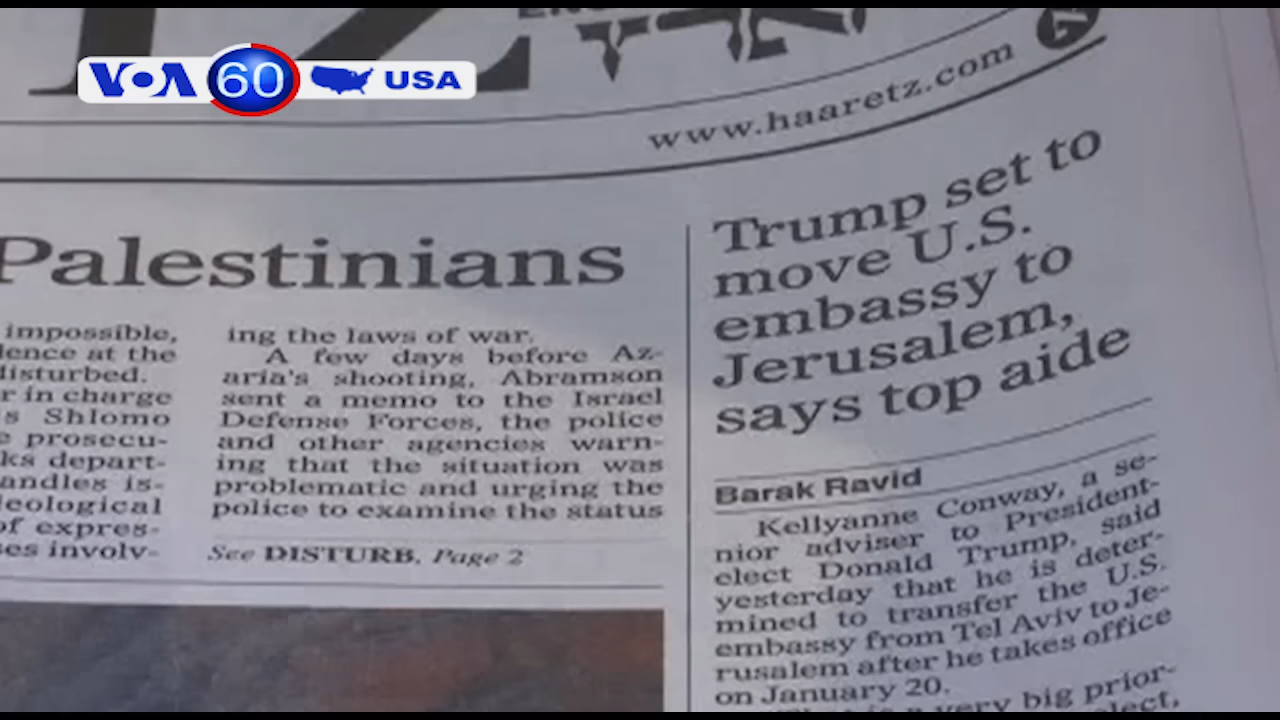 VOA 60 USA
www.haaretz.com
Palestinians
impossible,
at the
disturbed.
r in charge
s Shlomo
prosecu-
ks depart-
andles is-
of expres-
es involv-
ing the laws of war.
A few days before Az-
aria's shooting, Abramson
sent a memo to the Israel
Defense Forces, the police
and other agencies warn-
ing that the situation was
problematic and urging the
police to examine the status
See DISTURB, Page 2
Trump set to
move U.S.
embassy to
Jerusalem,
says top aide
Barak Ravid
Kellyanne Conway, a se-
nior adviser to President-
elect Donald Trump, said
yesterday that he is deter-
mined to transfer the U.S.
embassy from Tel Aviv to Je-
rusalem after he takes office
on January 20.
very big prior-